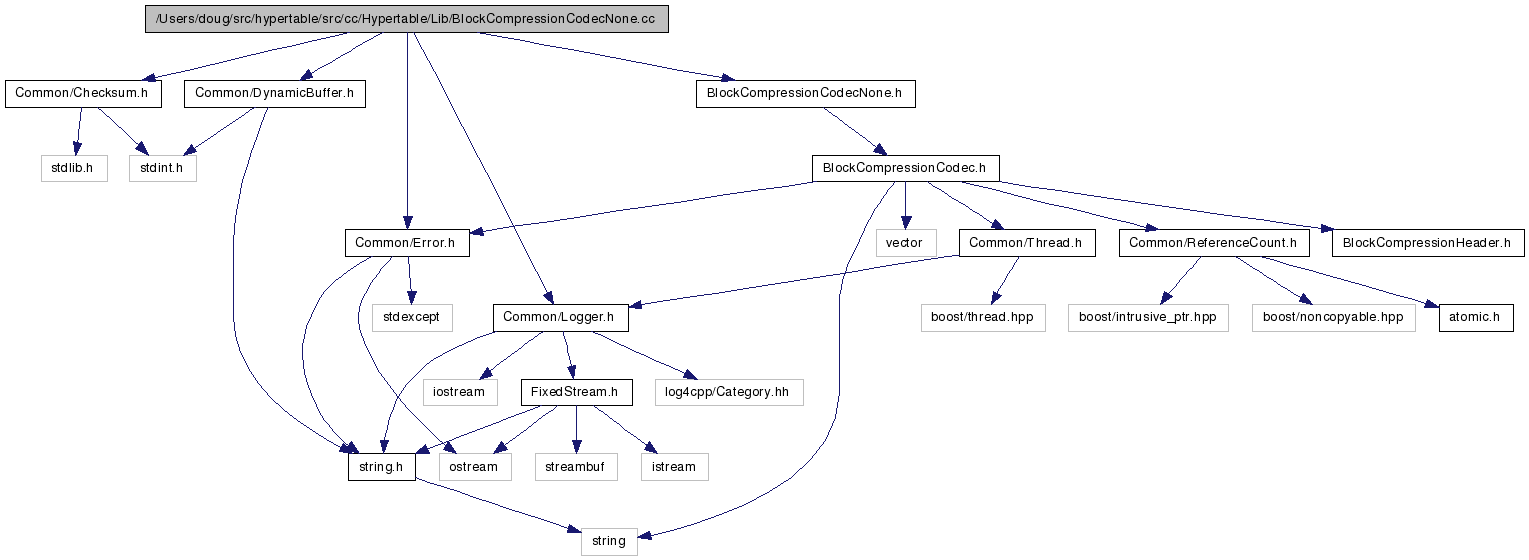 /Users/doug/src/hypertable/src/cc/Hypertable/Lib/BlockCompressionCodecNone.cc
Common/Checksum.h
Common/DynamicBuffer.h
BlockCompressionCodecNone.h
stdlib.h
stdint.h
BlockCompressionCodec.h
Common/Error.h
vector
Common/Thread.h
Common/ReferenceCount.h
BlockCompressionHeader.h
stdexcept
Common/Logger.h
boost/thread.hpp
boost/intrusive_ptr.hpp
boost/noncopyable.hpp
atomic.h
iostream
FixedStream.h
log4cpp/Category.hh
string.h
ostream
streambuf
istream
string